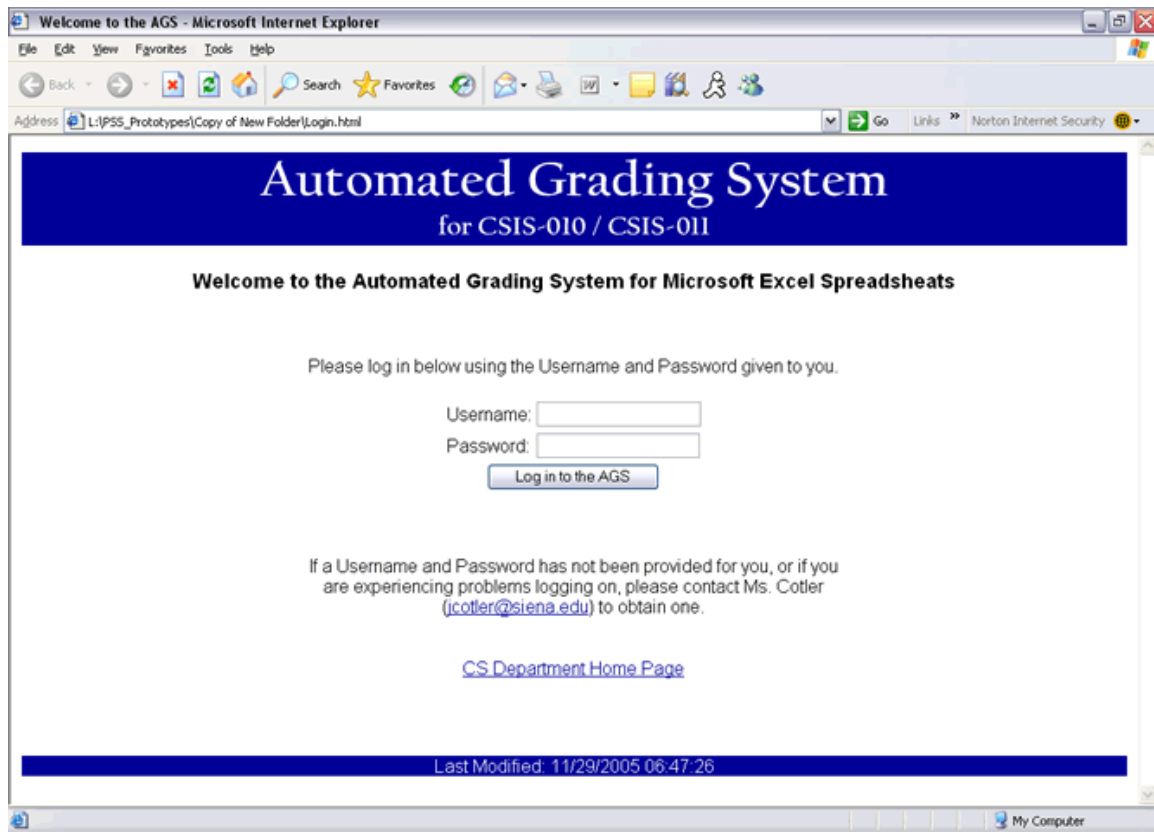 Welcome to the AGS - Microsoft Internet Explorer
File Edit View Favorites Tools Help
Back Search Favorites
Address L:\PSS_Prototypes\Copy of New Folder\Login.html Go Links » Norton Internet Security
Automated Grading System
for CSIS-010 / CSIS-011
Welcome to the Automated Grading System for Microsoft Excel Spreadsheats
Please log in below using the Username and Password given to you.
Username:
Password:
Log in to the AGS
If a Username and Password has not been provided for you, or if you
are experiencing problems logging on, please contact Ms. Cotler
(jcotler@siena.edu) to obtain one.
CS Department Home Page
Last Modified: 11/29/2005 06:47:26
My Computer